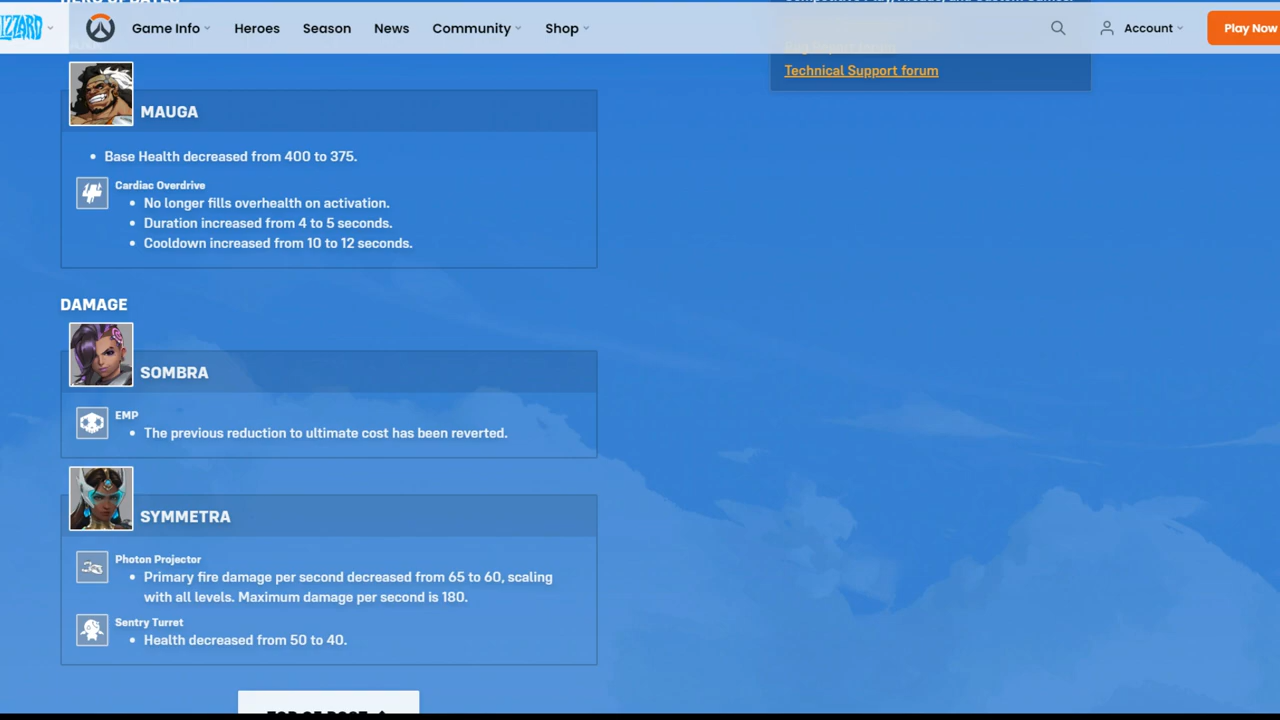 Game Info
Heroes
Season
News
Community
Shop
Account
Play Now
Technical Support forum
MAUGA
Base Health decreased from 400 to 375.
Cardiac Overdrive
No longer fills overhealth on activation.
Duration increased from 4 to 5 seconds.
Cooldown increased from 10 to 12 seconds.
DAMAGE
SOMBRA
EMP
The previous reduction to ultimate cost has been reverted.
SYMMETRA
Photon Projector
Primary fire damage per second decreased from 65 to 60, scaling
with all levels. Maximum damage per second is 180.
Sentry Turret
Health decreased from 50 to 40.
TOP OF POST